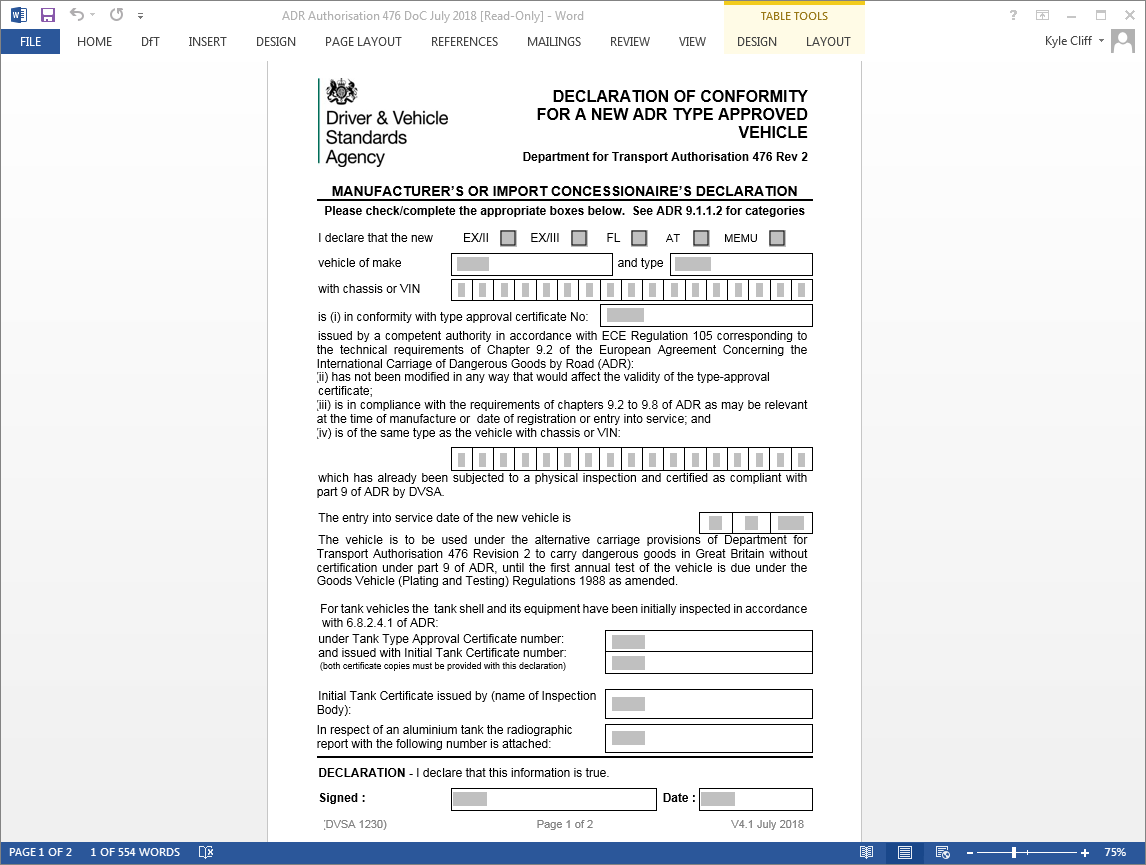 ADR Authorisation 476 DoC July 2018 [Read-Only] - Word
TABLE TOOLS
?
FILE HOME DfT INSERT DESIGN PAGE LAYOUT REFERENCES MAILINGS REVIEW VIEW DESIGN LAYOUT Kyle Cliff
Driver & Vehicle
Standards
Agency
DECLARATION OF CONFORMITY
FOR A NEW ADR TYPE APPROVED
VEHICLE
Department for Transport Authorisation 476 Rev 2
MANUFACTURER'S OR IMPORT CONCESSIONAIRE'S DECLARATION
Please check/complete the appropriate boxes below. See ADR 9.1.1.2 for categories
I declare that the new EX/II EX/III FL AT MEMU
vehicle of make and type
with chassis or VIN
is (i) in conformity with type approval certificate No:
issued by a competent authority in accordance with ECE Regulation 105 corresponding to
the technical requirements of Chapter 9.2 of the European Agreement Concerning the
International Carriage of Dangerous Goods by Road (ADR):
(ii) has not been modified in any way that would affect the validity of the type-approval
certificate;
(iii) is in compliance with the requirements of chapters 9.2 to 9.8 of ADR as may be relevant
at the time of manufacture or date of registration or entry into service; and
(iv) is of the same type as the vehicle with chassis or VIN:
which has already been subjected to a physical inspection and certified as compliant with
part 9 of ADR by DVSA.
The entry into service date of the new vehicle is
The vehicle is to be used under the alternative carriage provisions of Department for
Transport Authorisation 476 Revision 2 to carry dangerous goods in Great Britain without
certification under part 9 of ADR, until the first annual test of the vehicle is due under the
Goods Vehicle (Plating and Testing) Regulations 1988 as amended.
For tank vehicles the tank shell and its equipment have been initially inspected in accordance
with 6.8.2.4.1 of ADR:
under Tank Type Approval Certificate number:
and issued with Initial Tank Certificate number:
(both certificate copies must be provided with this declaration)
Initial Tank Certificate issued by (name of Inspection
Body):
In respect of an aluminium tank the radiographic
report with the following number is attached:
DECLARATION - I declare that this information is true.
Signed : Date :
(DVSA 1230) Page 1 of 2 V4.1 July 2018
PAGE 1 OF 2 1 OF 554 WORDS 75%